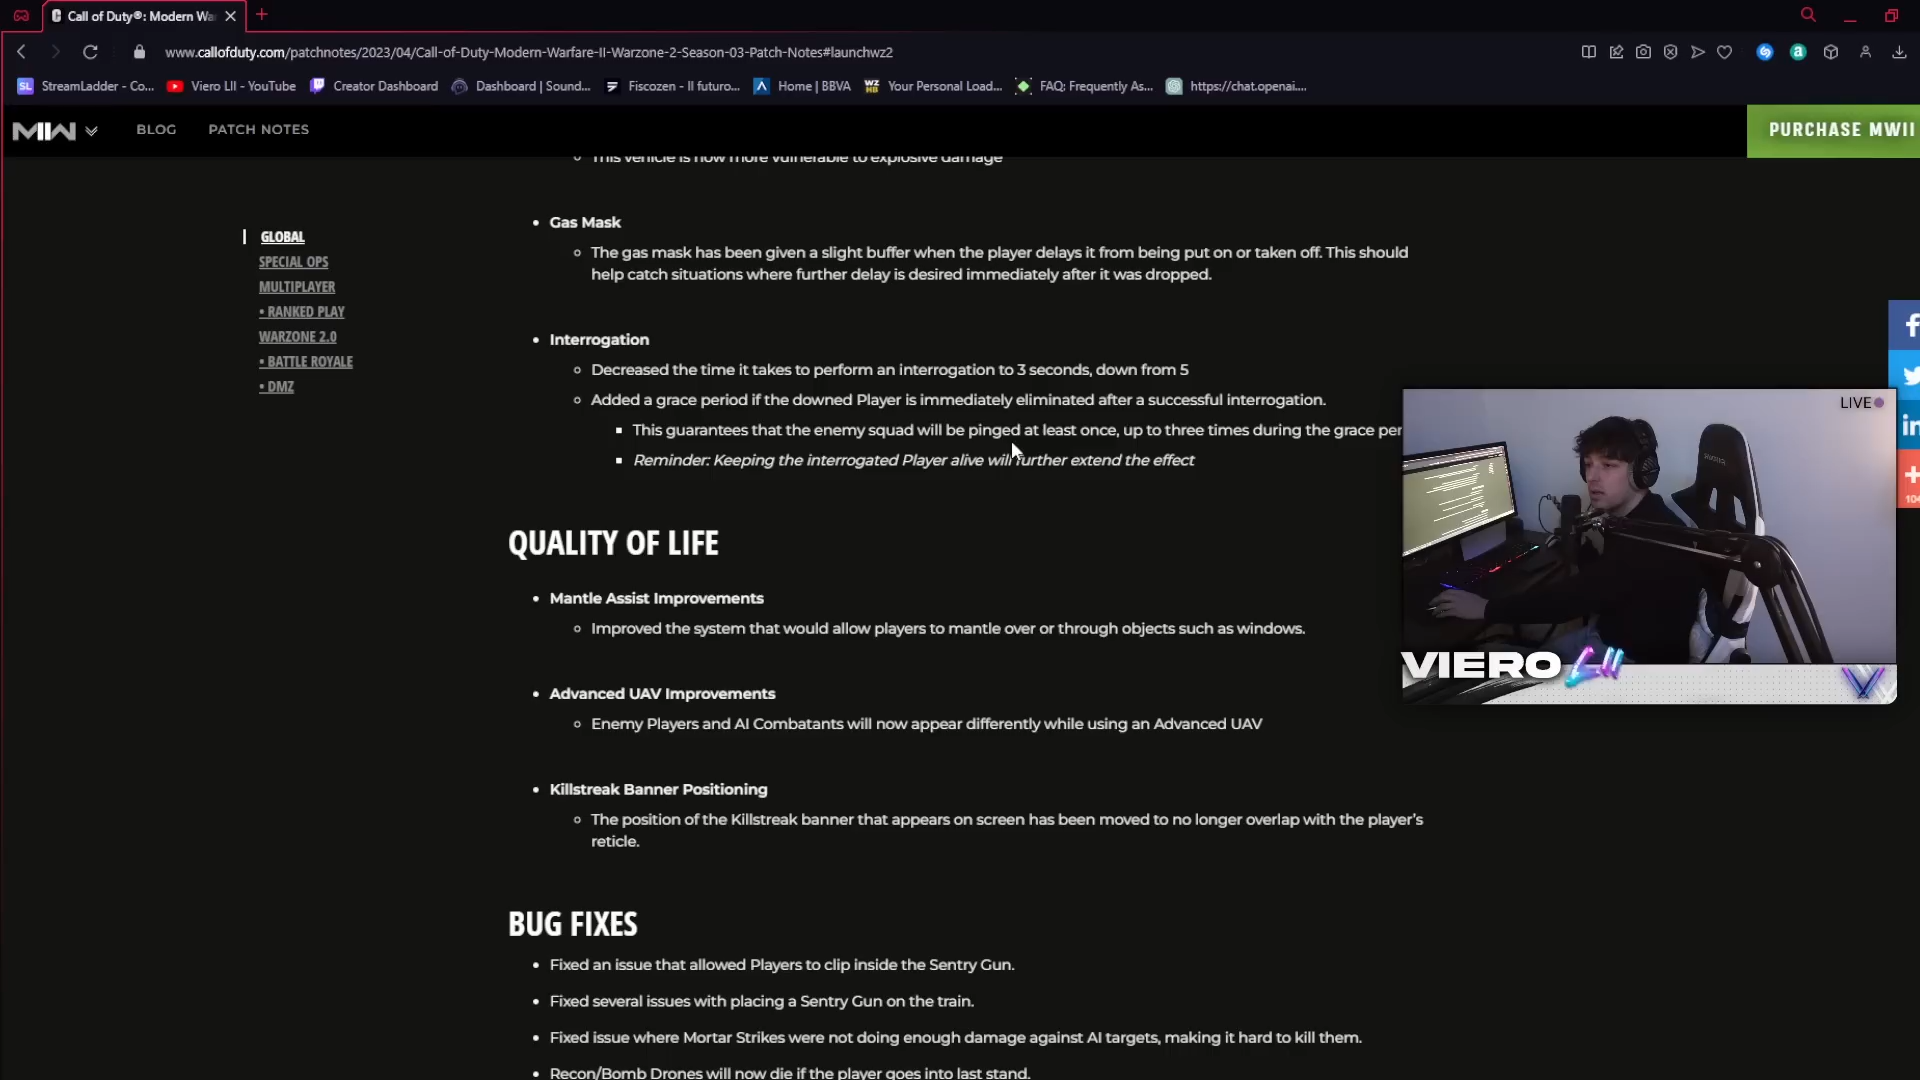 Call of Duty®: Modern Wa
www.callofduty.com/patchnotes/2023/04/Call-of-Duty-Modern-Warfare-II-Warzone-2-Season-03-Patch-Notes#launchwz2
SL StreamLadder - Co... Viero LII - YouTube Creator Dashboard Dashboard | Sound... Fiscozen - Il futuro... Home | BBVA WZ HB Your Personal Load... FAQ: Frequently As... https://chat.openai....
MW BLOG PATCH NOTES PURCHASE MWII
This vehicle is now more vulnerable to explosive damage
GLOBAL
SPECIAL OPS
MULTIPLAYER
• RANKED PLAY
WARZONE 2.0
• BATTLE ROYALE
• DMZ
• Gas Mask
The gas mask has been given a slight buffer when the player delays it from being put on or taken off. This should
help catch situations where further delay is desired immediately after it was dropped.
• Interrogation
Decreased the time it takes to perform an interrogation to 3 seconds, down from 5
Added a grace period if the downed Player is immediately eliminated after a successful interrogation.
This guarantees that the enemy squad will be pinged at least once, up to three times during the grace per
Reminder: Keeping the interrogated Player alive will further extend the effect
QUALITY OF LIFE
• Mantle Assist Improvements
Improved the system that would allow players to mantle over or through objects such as windows.
• Advanced UAV Improvements
Enemy Players and AI Combatants will now appear differently while using an Advanced UAV
• Killstreak Banner Positioning
The position of the Killstreak banner that appears on screen has been moved to no longer overlap with the player's
reticle.
BUG FIXES
• Fixed an issue that allowed Players to clip inside the Sentry Gun.
• Fixed several issues with placing a Sentry Gun on the train.
• Fixed issue where Mortar Strikes were not doing enough damage against AI targets, making it hard to kill them.
• Recon/Bomb Drones will now die if the player goes into last stand.
LIVE
VIERO LII